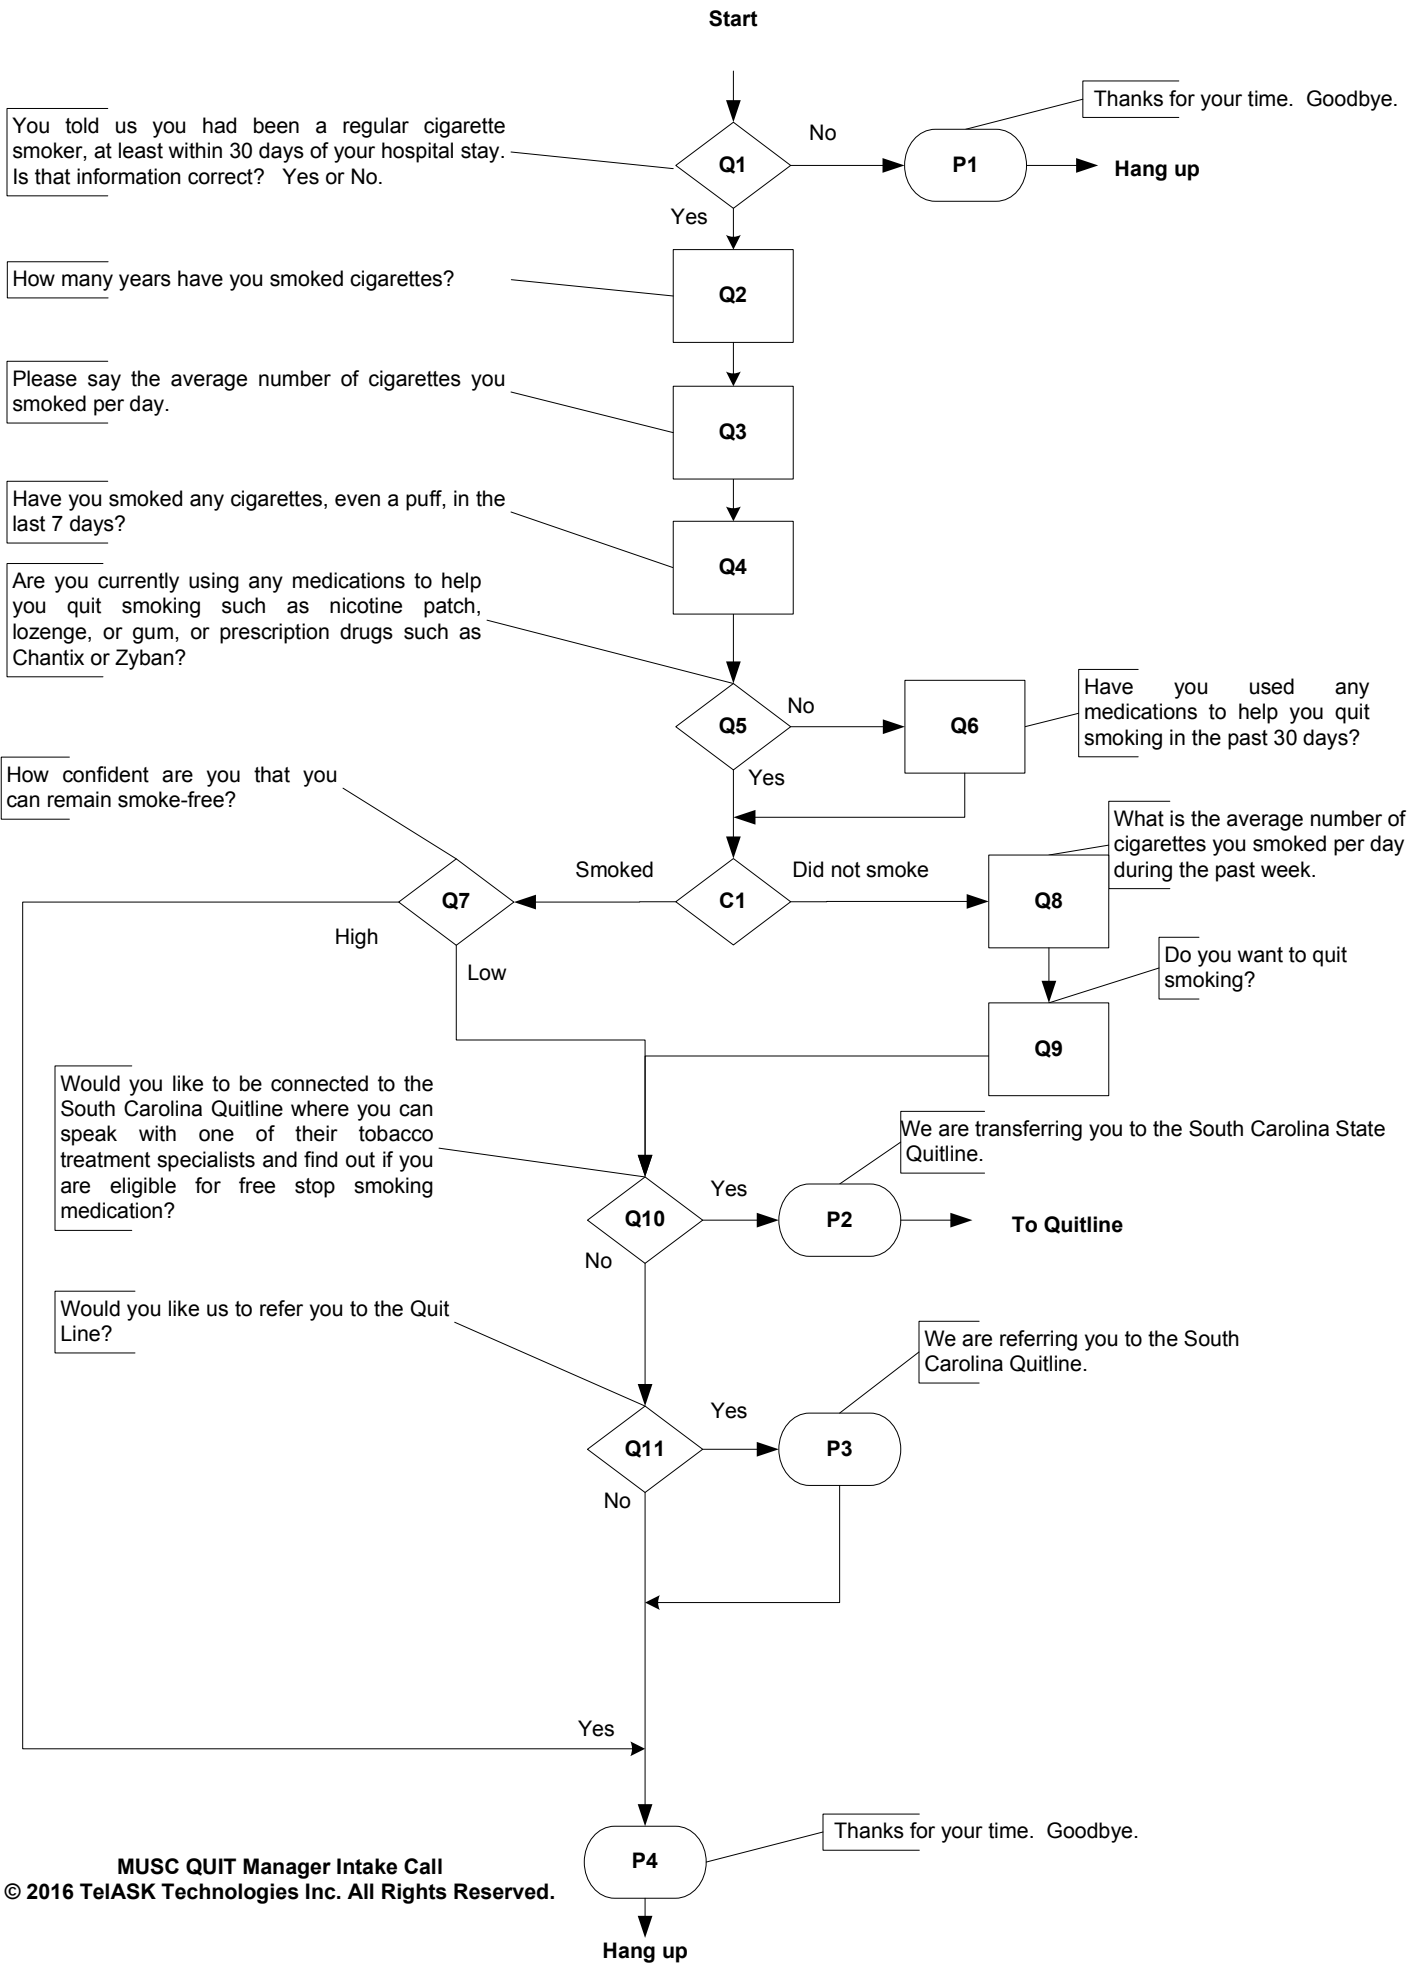 Start
Thanks for your time. Goodbye.
You told us you had been a regular cigarette
smoker, at least within 30 days of your hospital stay.
Is that information correct? Yes or No.
Q1
No
P1
Hang up
Yes
How many years have you smoked cigarettes?
Q2
Please say the average number of cigarettes you
smoked per day.
Q3
Have you smoked any cigarettes, even a puff, in the
last 7 days?
Q4
Are you currently using any medications to help
you quit smoking such as nicotine patch,
lozenge, or gum, or prescription drugs such as
Chantix or Zyban?
Q5
No
Q6
Have you used any
medications to help you quit
smoking in the past 30 days?
Yes
How confident are you that you
can remain smoke-free?
What is the average number of
cigarettes you smoked per day
during the past week.
Q7
Smoked
C1
Did not smoke
Q8
High
Low
Do you want to quit
smoking?
Q9
Would you like to be connected to the
South Carolina Quitline where you can
speak with one of their tobacco
treatment specialists and find out if you
are eligible for free stop smoking
medication?
We are transferring you to the South Carolina State
Quitline.
Q10
Yes
P2
To Quitline
No
Would you like us to refer you to the Quit
Line?
We are referring you to the South
Carolina Quitline.
Q11
Yes
P3
No
Yes
Thanks for your time. Goodbye.
P4
MUSC QUIT Manager Intake Call
© 2016 TelASK Technologies Inc. All Rights Reserved.
Hang up